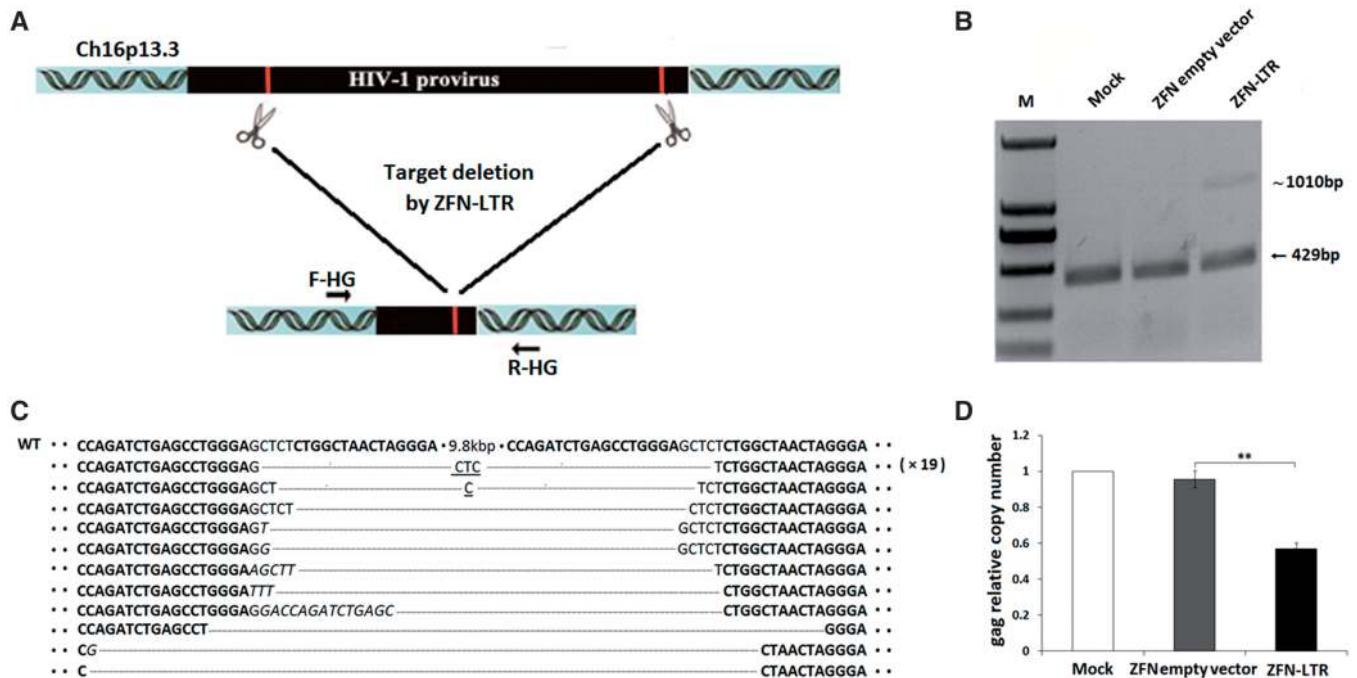 A
Ch16p13.3
HIV-1 provirus
Target deletion
by ZFN-LTR
F-HG
R-HG
B
M
Mock
ZFN empty vector
ZFN-LTR
~1010bp
← 429bp
C
WT ·· CCAGATCTGAGCCTGGGAGCTCTCTGGCTAACTAGGGA · 9.8kbp · CCAGATCTGAGCCTGGGAGCTCTCTGGCTAACTAGGGA ··
·· CCAGATCTGAGCCTGGGAG CTC TCTGGCTAACTAGGGA ·· (× 19)
·· CCAGATCTGAGCCTGGGAGCT C TCTCTGGCTAACTAGGGA ··
·· CCAGATCTGAGCCTGGGAGCTCT CTCTCTGGCTAACTAGGGA ··
·· CCAGATCTGAGCCTGGGAGT GCTCTCTGGCTAACTAGGGA ··
·· CCAGATCTGAGCCTGGGAGG GCTCTCTGGCTAACTAGGGA ··
·· CCAGATCTGAGCCTGGGAAGCTT TCTGGCTAACTAGGGA ··
·· CCAGATCTGAGCCTGGGATTT CTGGCTAACTAGGGA ··
·· CCAGATCTGAGCCTGGGAGGACCAGATCTGAGC CTGGCTAACTAGGGA ··
·· CCAGATCTGAGCCT GGGA ··
·· CG CTAACTAGGGA ··
·· C CTAACTAGGGA ··
D
gag relative copy number
1.2
1
0.8
0.6
0.4
0.2
0
**
Mock
ZFN empty vector
ZFN-LTR